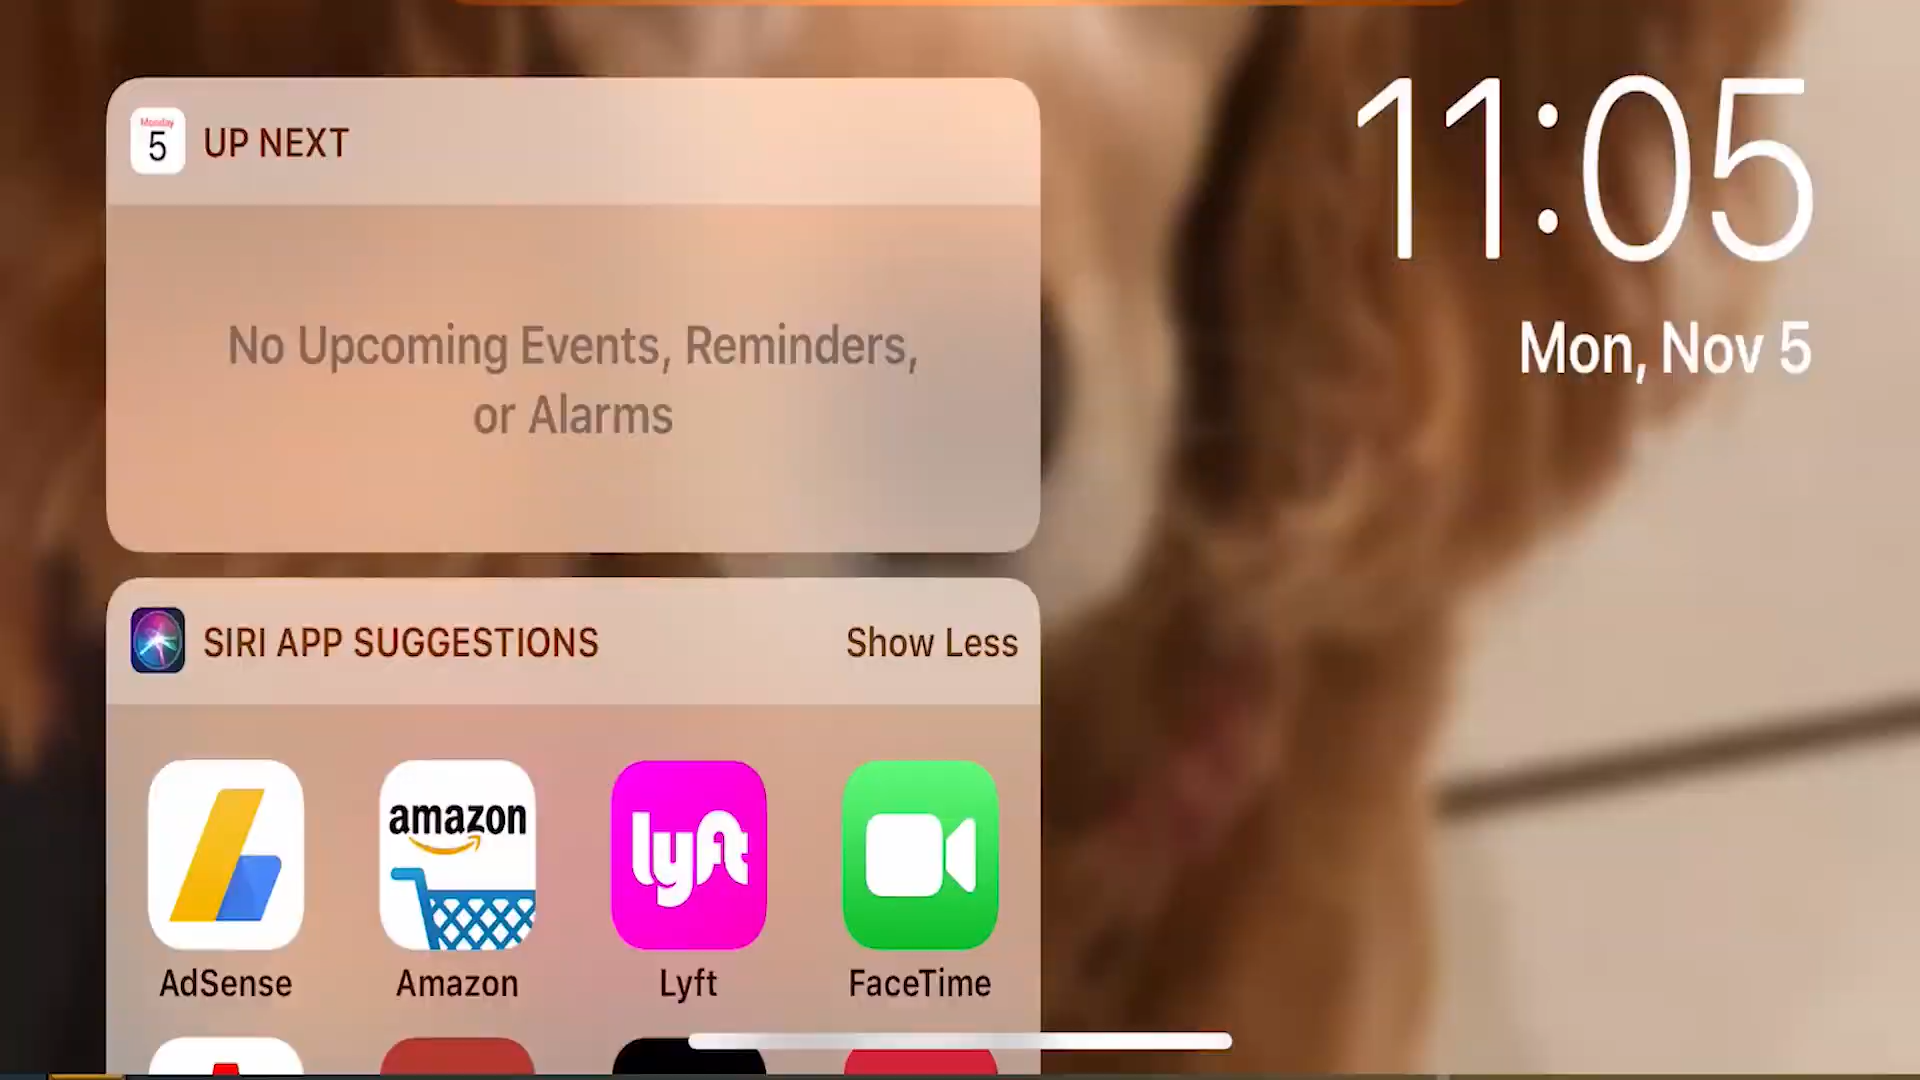 Monday
5
UP NEXT
No Upcoming Events, Reminders,
or Alarms
11:05
Mon, Nov 5
SIRI APP SUGGESTIONS
Show Less
amazon
lyft
AdSense
Amazon
Lyft
FaceTime